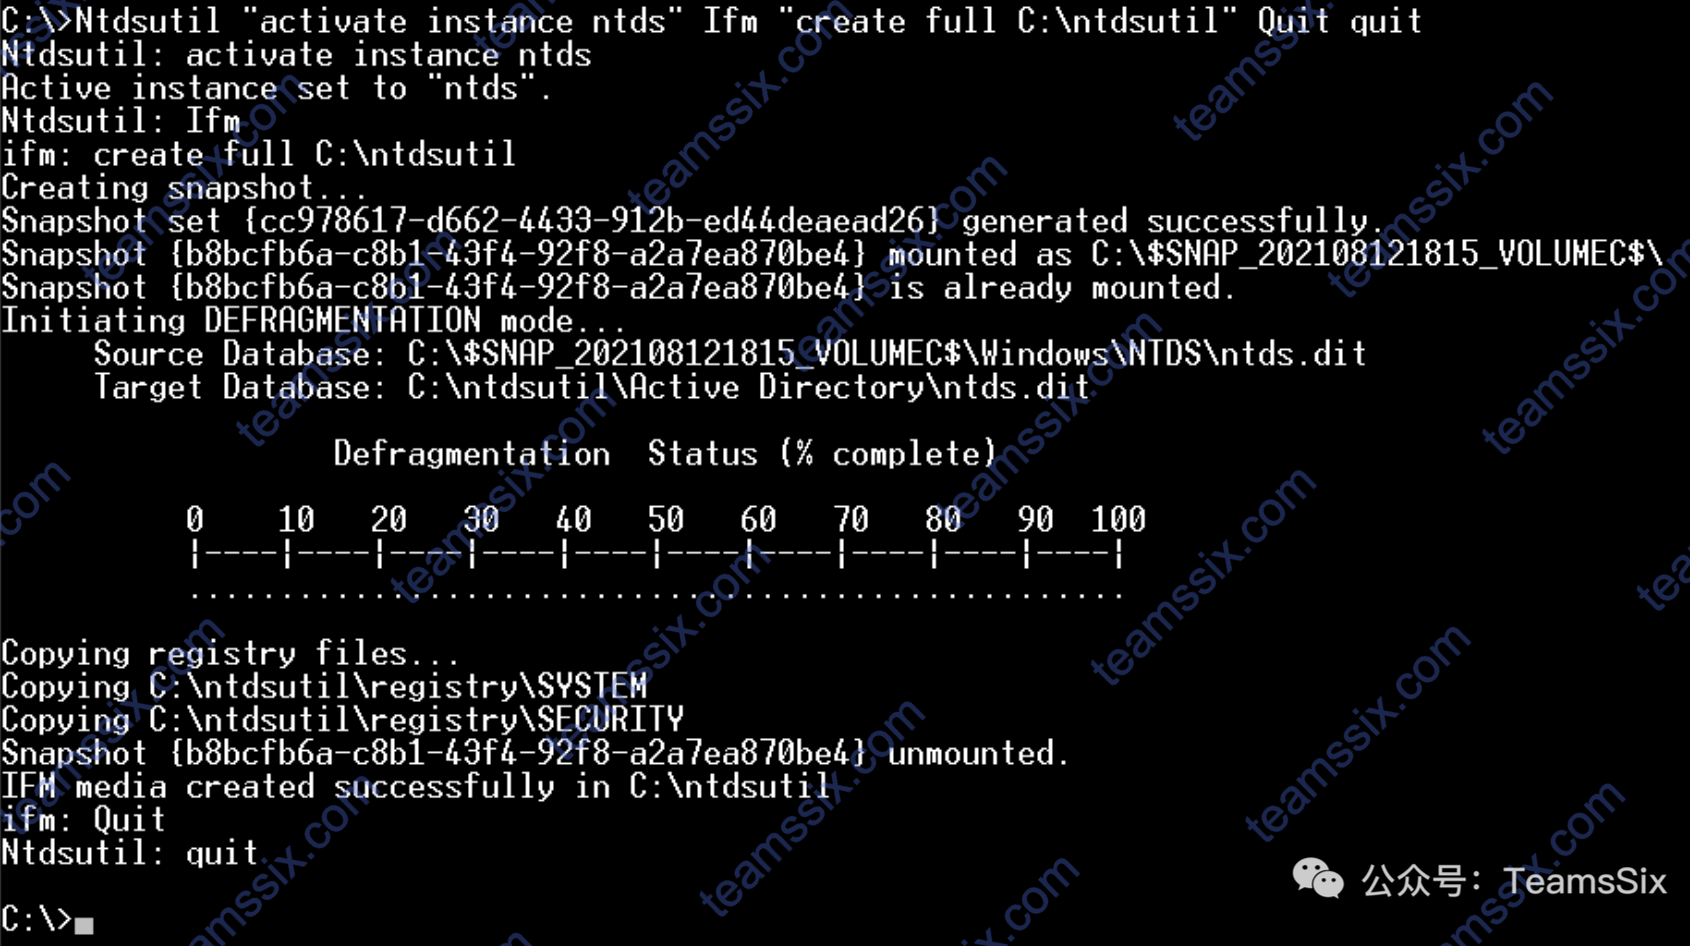 C:\>Ntdsutil "activate instance ntds" Ifm "create full C:\ntdsutil" Quit quit
Ntdsutil: activate instance ntds
Active instance set to "ntds".
Ntdsutil: Ifm
ifm: create full C:\ntdsutil
Creating snapshot...
Snapshot set {cc978617-d662-4433-912b-ed44deaead26} generated successfully.
Snapshot {b8bcfb6a-c8b1-43f4-92f8-a2a7ea870be4} mounted as C:\$SNAP_202108121815_VOLUMEC$\
Snapshot {b8bcfb6a-c8b1-43f4-92f8-a2a7ea870be4} is already mounted.
Initiating DEFRAGMENTATION mode...
     Source Database: C:\$SNAP_202108121815_VOLUMEC$\Windows\NTDS\ntds.dit
     Target Database: C:\ntdsutil\Active Directory\ntds.dit
                  Defragmentation  Status (% complete)
          0    10   20   30   40   50   60   70   80   90  100
          |----|----|----|----|----|----|----|----|----|----|
          ...................................................
Copying registry files...
Copying C:\ntdsutil\registry\SYSTEM
Copying C:\ntdsutil\registry\SECURITY
Snapshot {b8bcfb6a-c8b1-43f4-92f8-a2a7ea870be4} unmounted.
IFM media created successfully in C:\ntdsutil
ifm: Quit
Ntdsutil: quit
C:\>
公众号：TeamsSix
teamssix.com